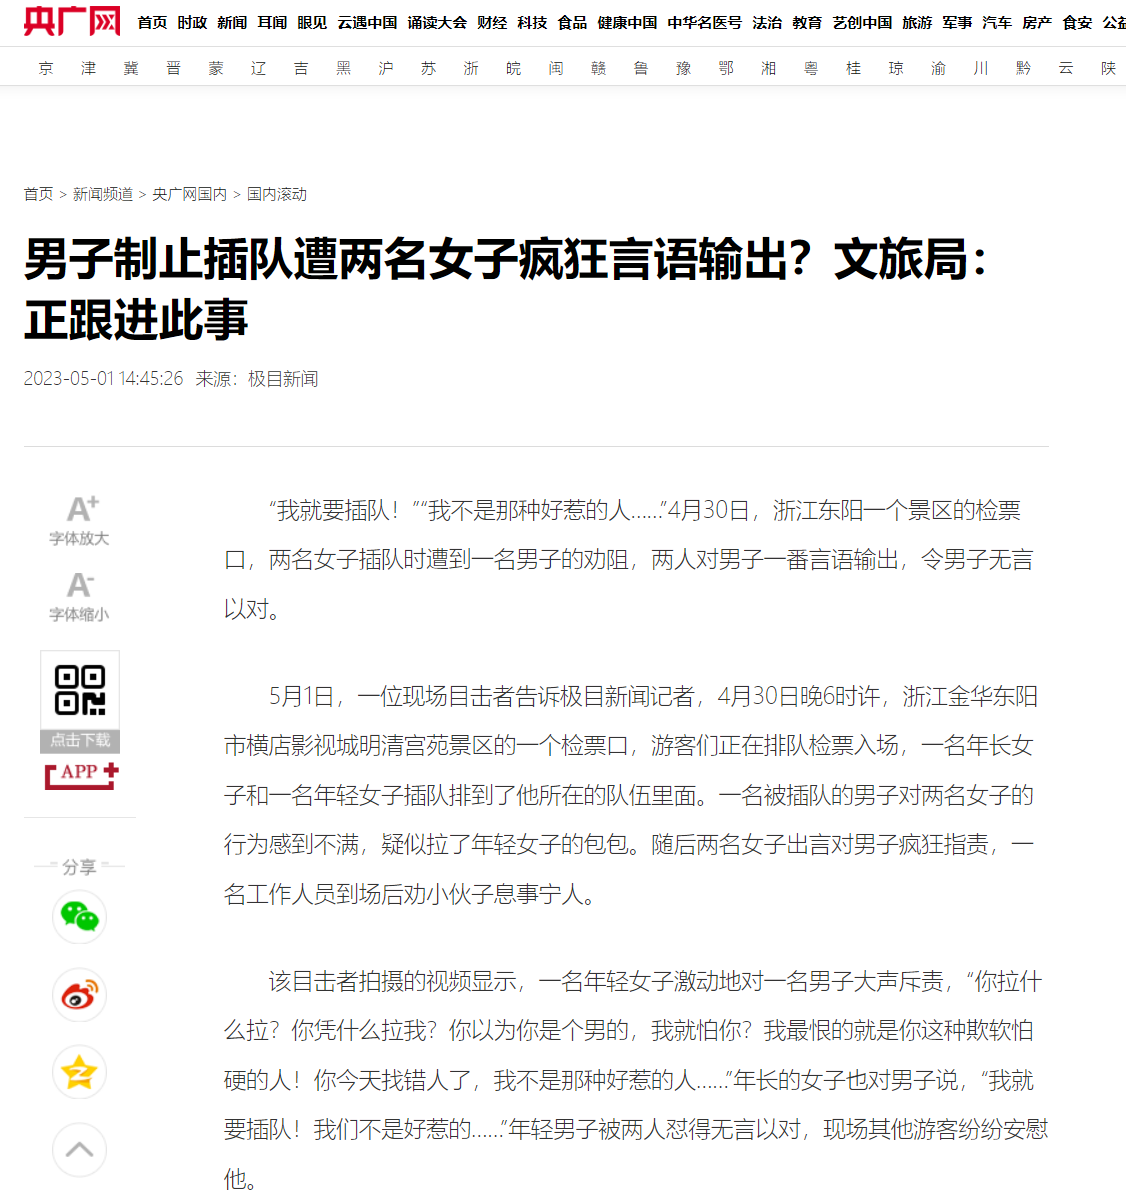 央广网 首页 时政 新闻 耳闻 眼见 云遇中国 诵读大会 财经 科技 食品 健康中国 中华名医号 法治 教育 艺创中国 旅游 军事 汽车 房产 食安 公益
京 津 冀 晋 蒙 辽 吉 黑 沪 苏 浙 皖 闽 赣 鲁 豫 鄂 湘 粤 桂 琼 渝 川 黔 云 陕
首页 > 新闻频道 > 央广网国内 > 国内滚动
男子制止插队遭两名女子疯狂言语输出？文旅局：
正跟进此事
2023-05-01 14:45:26 来源：极目新闻
A+
字体放大
A-
字体缩小
点击下载
APP+
分享
“我就要插队！”“我不是那种好惹的人……”4月30日，浙江东阳一个景区的检票
口，两名女子插队时遭到一名男子的劝阻，两人对男子一番言语输出，令男子无言
以对。
5月1日，一位现场目击者告诉极目新闻记者，4月30日晚6时许，浙江金华东阳
市横店影视城明清宫苑景区的一个检票口，游客们正在排队检票入场，一名年长女
子和一名年轻女子插队排到了他所在的队伍里面。一名被插队的男子对两名女子的
行为感到不满，疑似拉了年轻女子的包包。随后两名女子出言对男子疯狂指责，一
名工作人员到场后劝小伙子息事宁人。
该目击者拍摄的视频显示，一名年轻女子激动地对一名男子大声斥责，“你拉什
么拉？你凭什么拉我？你以为你是个男的，我就怕你？我最恨的就是你这种欺软怕
硬的人！你今天找错人了，我不是那种好惹的人……”年长的女子也对男子说，“我就
要插队！我们不是好惹的……”年轻男子被两人怼得无言以对，现场其他游客纷纷安慰
他。